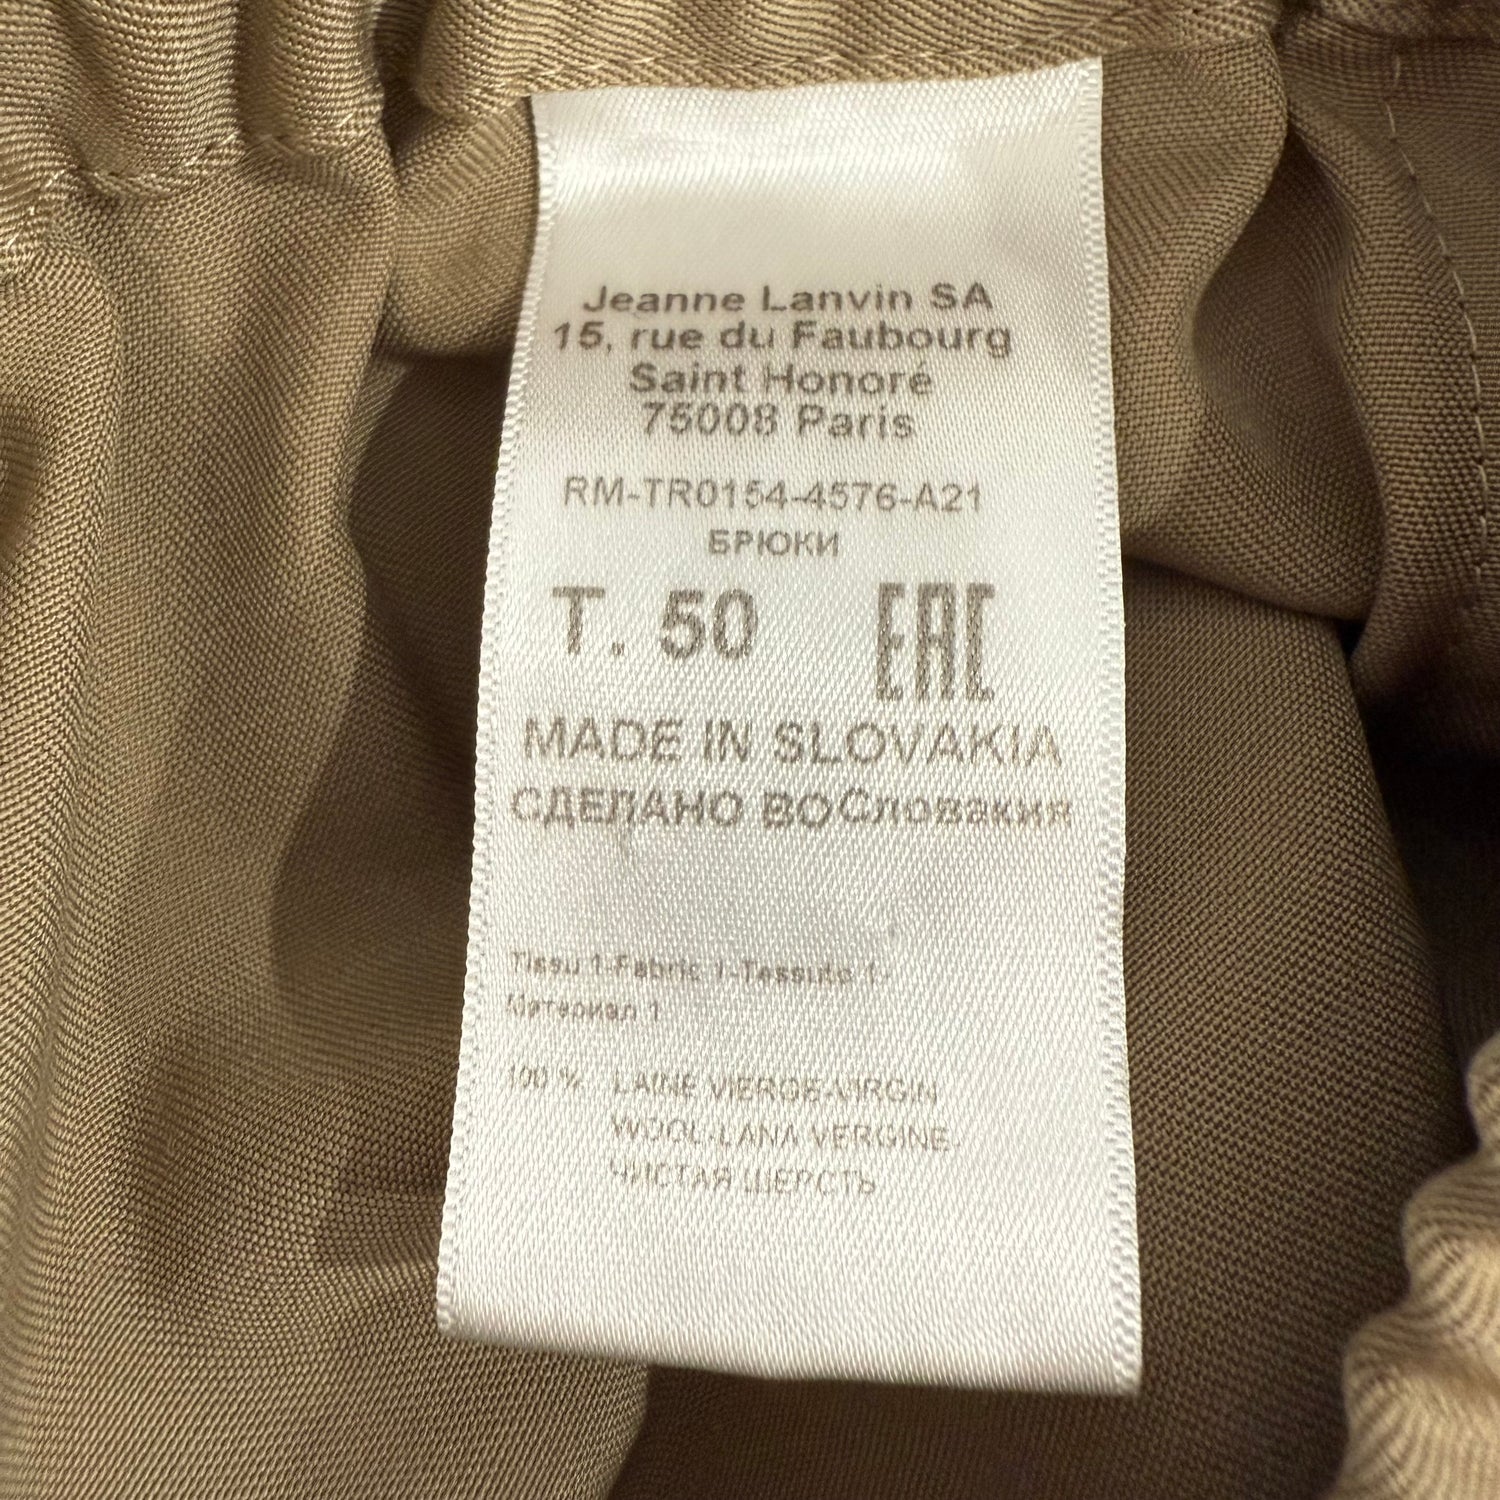 Jeanne Lanvin SA
15, rue du Faubourg
Saint Honoré
75008 Paris
RM-TR0154-4576-A21
БРЮКИ
T. 50 EAC
MADE IN SLOVAKIA
СДЕЛАНО ВО Словакия
Tissu 1-Fabric 1-Tessuto 1-
Материал 1
100 % LAINE VIERGE-VIRGIN
WOOL-LANA VERGINE-
ЧИСТАЯ ШЕРСТЬ